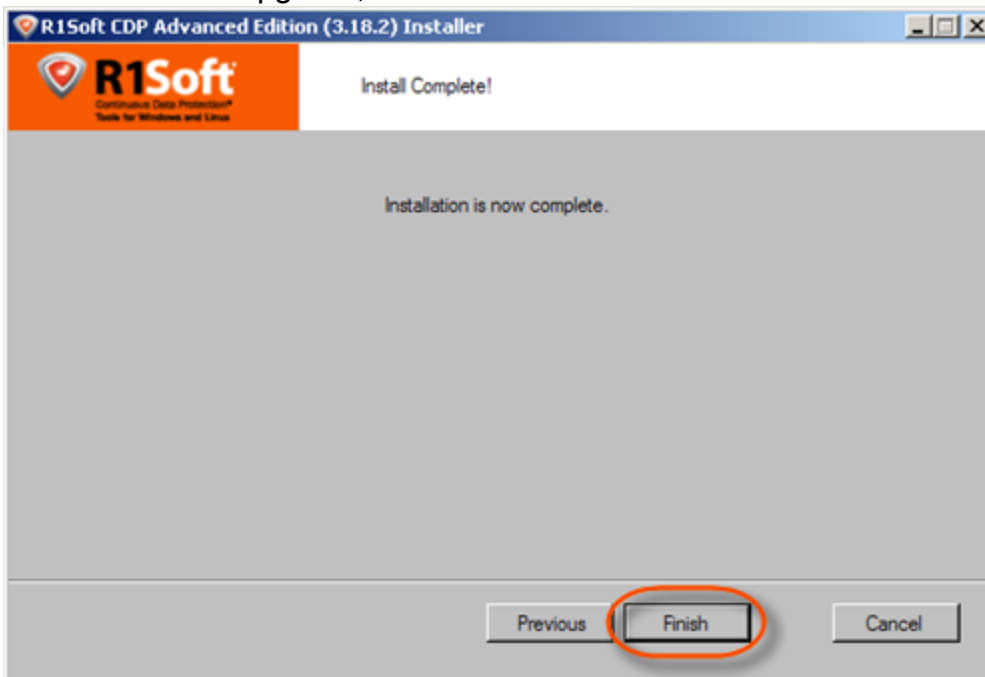 R1Soft CDP Advanced Edition (3.18.2) Installer
R1Soft
Continuous Data Protection®
Tools for Windows and Linux
Install Complete!
Installation is now complete.
Previous
Finish
Cancel